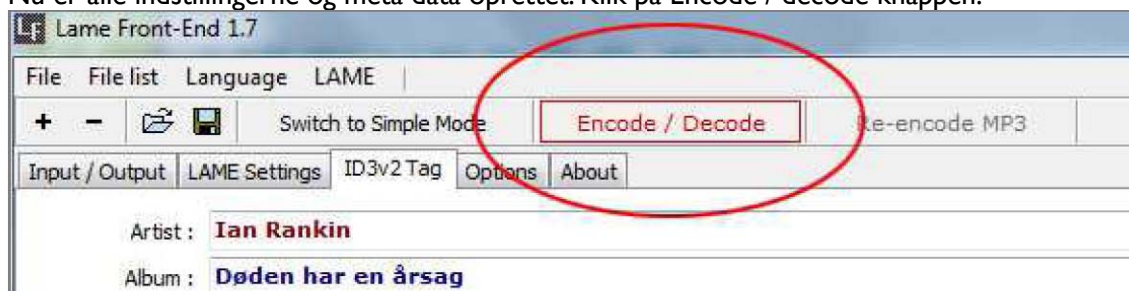 Nu er alle indstillingerne og meta data oprettet. Klik på Encode / decode knappen.
Lame Front-End 1.7
File File list Language LAME
+ - Switch to Simple Mode Encode / Decode Re-encode MP3
Input / Output LAME Settings ID3v2 Tag Options About
Artist : Ian Rankin
Album : Døden har en årsag